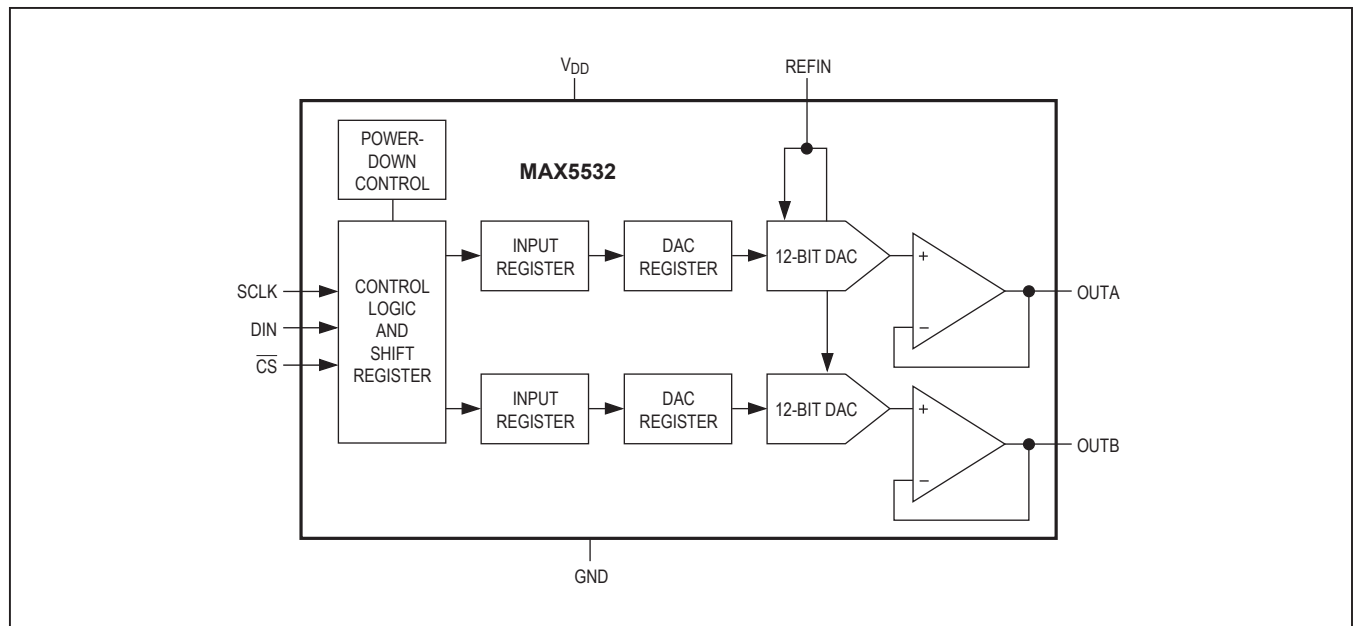 VDD
REFIN
POWER-
DOWN
CONTROL
MAX5532
INPUT
REGISTER
DAC
REGISTER
12-BIT DAC
+
−
OUTA
SCLK
DIN
C̅S̅
CONTROL
LOGIC
AND
SHIFT
REGISTER
INPUT
REGISTER
DAC
REGISTER
12-BIT DAC
+
−
OUTB
GND